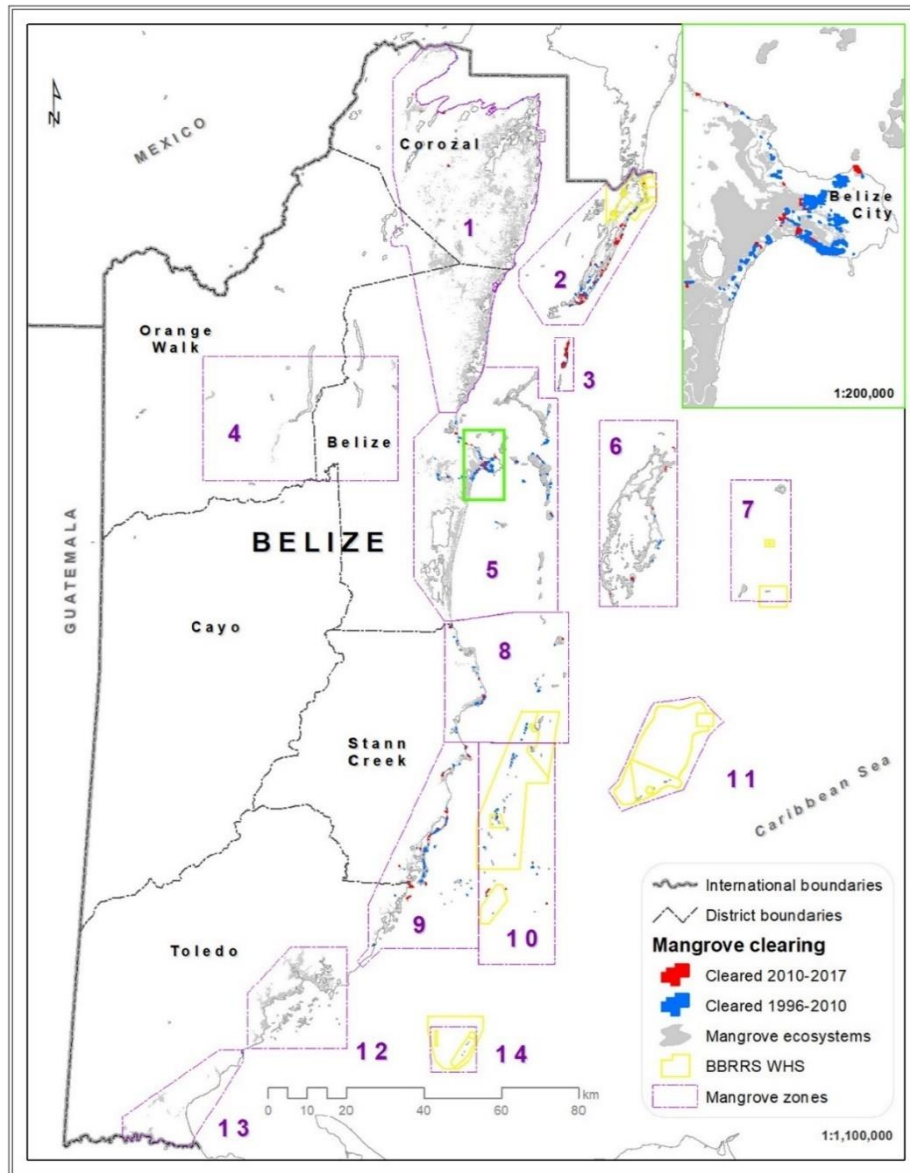 N
MEXICO
Corozal
1
2
Belize
City
1:200,000
3
Orange
Walk
4
Belize
6
7
GUATEMALA
BELIZE
5
Cayo
8
Stann
Creek
11
Caribbean Sea
9
10
Toledo
12
14
13
0 10 20 40 60 80
km
International boundaries
District boundaries
Mangrove clearing
Cleared 2010-2017
Cleared 1996-2010
Mangrove ecosystems
BBRRS WHS
Mangrove zones
1:1,100,000